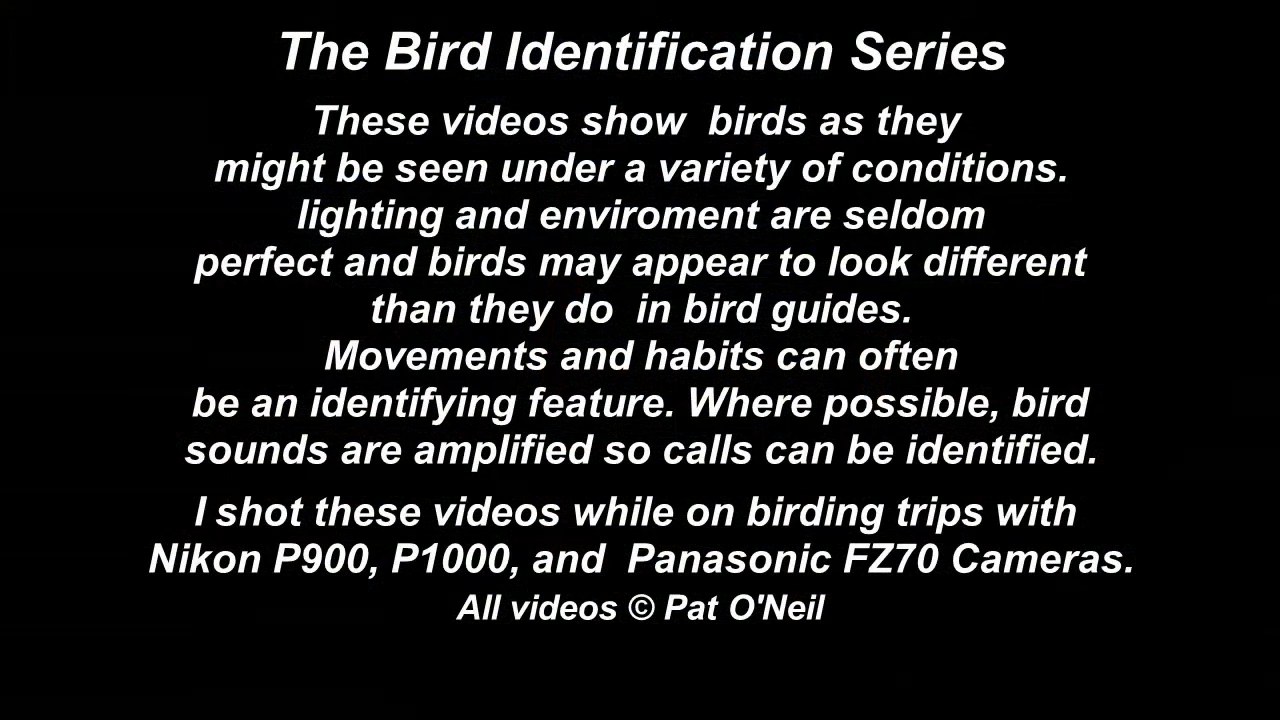 The Bird Identification Series
These videos show  birds as they
might be seen under a variety of conditions.
lighting and enviroment are seldom
perfect and birds may appear to look different
than they do  in bird guides.
Movements and habits can often
be an identifying feature. Where possible, bird
sounds are amplified so calls can be identified.
I shot these videos while on birding trips with
Nikon P900, P1000, and  Panasonic FZ70 Cameras.
All videos © Pat O'Neil